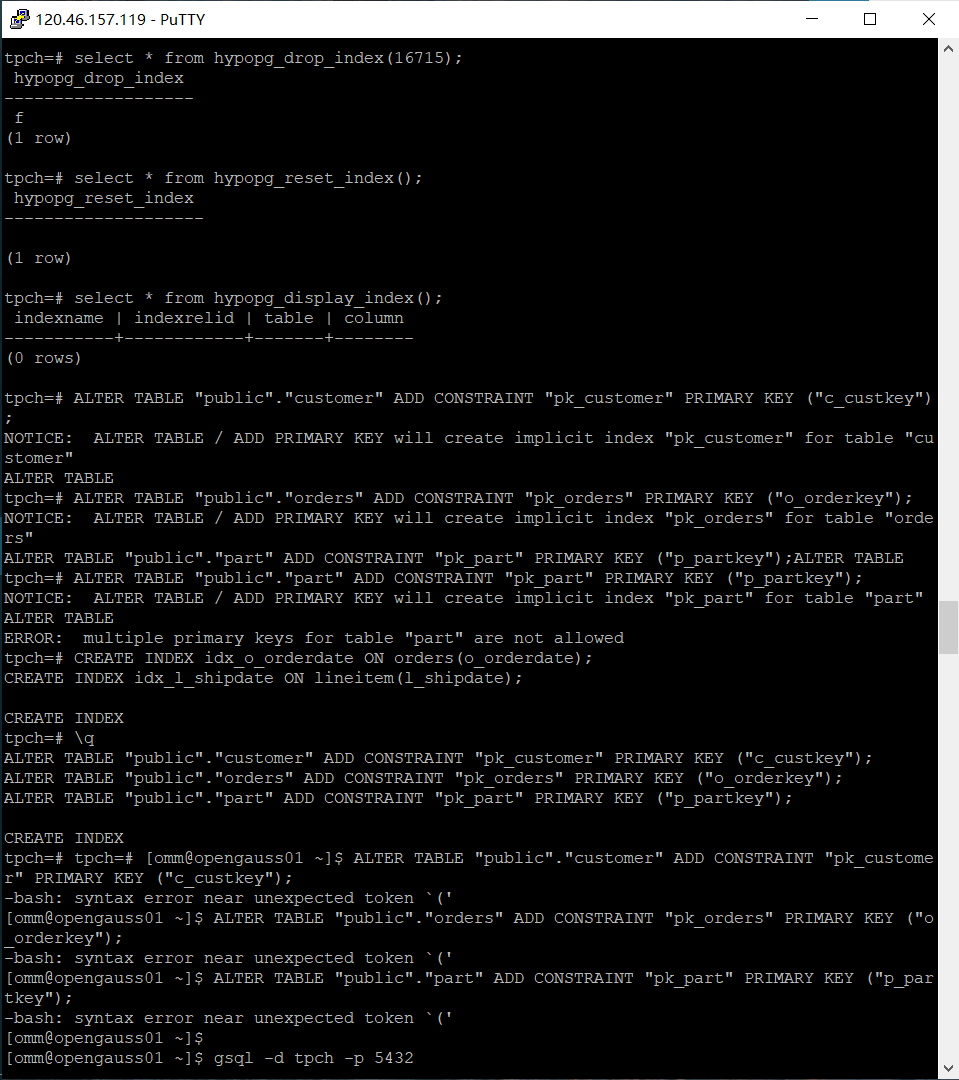 120.46.157.119 - PuTTY
tpch=# select * from hypopg_drop_index(16715);
 hypopg_drop_index
-------------------
 f
(1 row)
tpch=# select * from hypopg_reset_index();
 hypopg_reset_index
--------------------
(1 row)
tpch=# select * from hypopg_display_index();
 indexname | indexrelid | table | column
-----------+------------+-------+--------
(0 rows)
tpch=# ALTER TABLE "public"."customer" ADD CONSTRAINT "pk_customer" PRIMARY KEY ("c_custkey")
;
NOTICE:  ALTER TABLE / ADD PRIMARY KEY will create implicit index "pk_customer" for table "cu
stomer"
ALTER TABLE
tpch=# ALTER TABLE "public"."orders" ADD CONSTRAINT "pk_orders" PRIMARY KEY ("o_orderkey");
NOTICE:  ALTER TABLE / ADD PRIMARY KEY will create implicit index "pk_orders" for table "orde
rs"
ALTER TABLE "public"."part" ADD CONSTRAINT "pk_part" PRIMARY KEY ("p_partkey");ALTER TABLE
tpch=# ALTER TABLE "public"."part" ADD CONSTRAINT "pk_part" PRIMARY KEY ("p_partkey");
NOTICE:  ALTER TABLE / ADD PRIMARY KEY will create implicit index "pk_part" for table "part"
ALTER TABLE
ERROR:  multiple primary keys for table "part" are not allowed
tpch=# CREATE INDEX idx_o_orderdate ON orders(o_orderdate);
CREATE INDEX idx_l_shipdate ON lineitem(l_shipdate);
CREATE INDEX
tpch=# \q
ALTER TABLE "public"."customer" ADD CONSTRAINT "pk_customer" PRIMARY KEY ("c_custkey");
ALTER TABLE "public"."orders" ADD CONSTRAINT "pk_orders" PRIMARY KEY ("o_orderkey");
ALTER TABLE "public"."part" ADD CONSTRAINT "pk_part" PRIMARY KEY ("p_partkey");
CREATE INDEX
tpch=# tpch=# [omm@opengauss01 ~]$ ALTER TABLE "public"."customer" ADD CONSTRAINT "pk_custome
r" PRIMARY KEY ("c_custkey");
-bash: syntax error near unexpected token `('
[omm@opengauss01 ~]$ ALTER TABLE "public"."orders" ADD CONSTRAINT "pk_orders" PRIMARY KEY ("o
_orderkey");
-bash: syntax error near unexpected token `('
[omm@opengauss01 ~]$ ALTER TABLE "public"."part" ADD CONSTRAINT "pk_part" PRIMARY KEY ("p_par
tkey");
-bash: syntax error near unexpected token `('
[omm@opengauss01 ~]$
[omm@opengauss01 ~]$ gsql -d tpch -p 5432